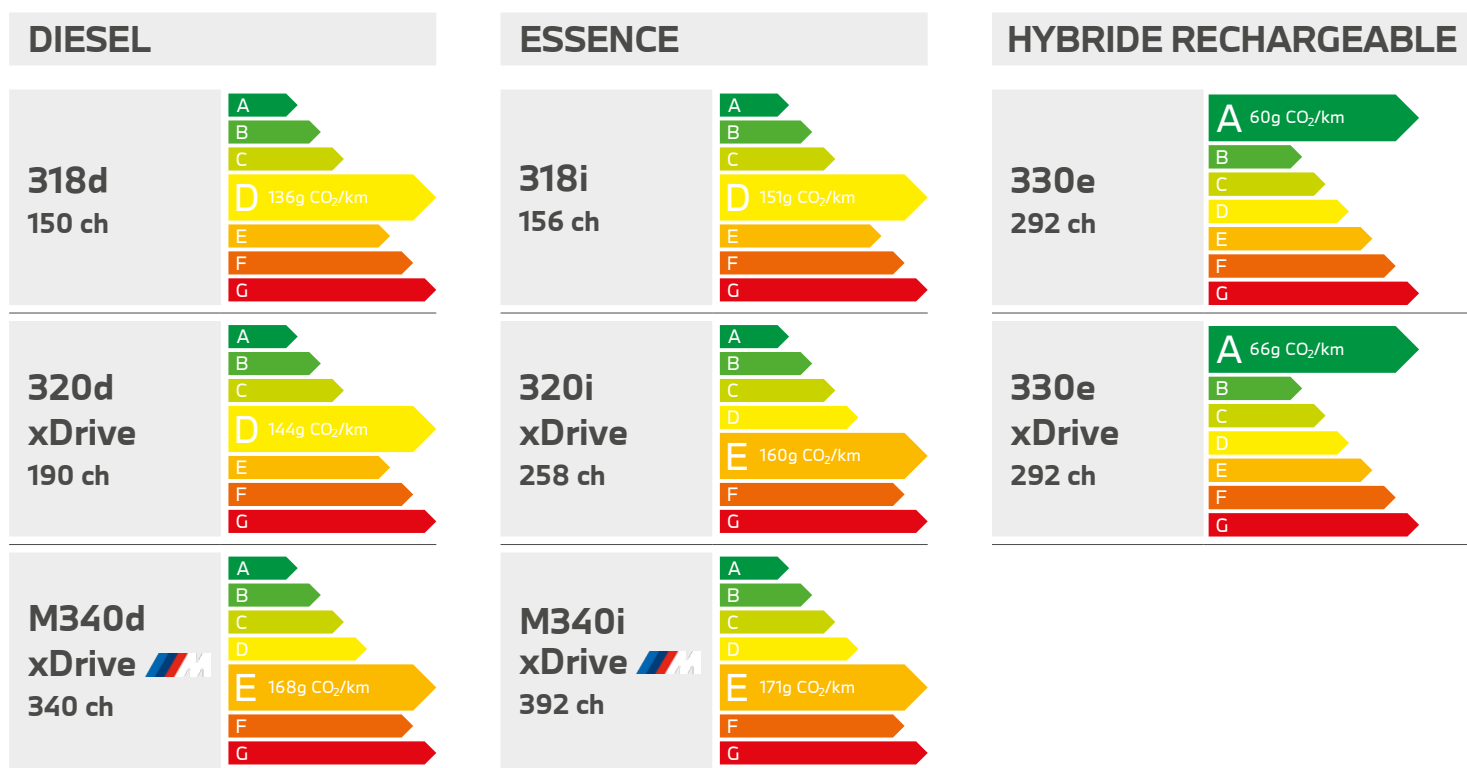 DIESEL
318d
150 ch
A
B
C
D 136g CO₂/km
E
F
G
320d
xDrive
190 ch
A
B
C
D 144g CO₂/km
E
F
G
M340d
xDrive M
340 ch
A
B
C
D
E 168g CO₂/km
F
G
ESSENCE
318i
156 ch
A
B
C
D 151g CO₂/km
E
F
G
320i
xDrive
258 ch
A
B
C
D
E 160g CO₂/km
F
G
M340i
xDrive M
392 ch
A
B
C
D
E 171g CO₂/km
F
G
HYBRIDE RECHARGEABLE
330e
292 ch
A 60g CO₂/km
B
C
D
E
F
G
330e
xDrive
292 ch
A 66g CO₂/km
B
C
D
E
F
G